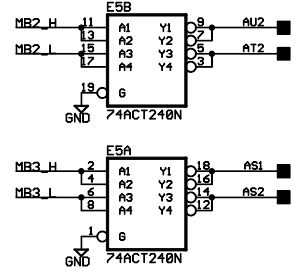 E5B
MB2_H 11 A1 Y1 9 AU2
13 A2 Y2 7
MB2_L 15 A3 Y3 5 AT2
17 A4 Y4 3
19 G
GND 74ACT240N
E5A
MB3_H 2 A1 Y1 18 AS1
4 A2 Y2 16
MB3_L 6 A3 Y3 14 AS2
8 A4 Y4 12
1 G
GND 74ACT240N